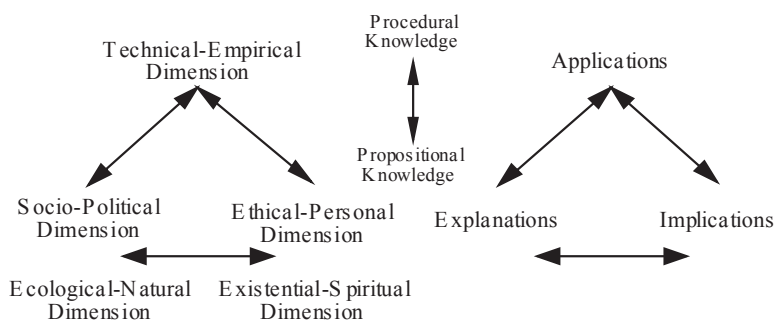 Technical-Empirical
Dimension
Socio-Political
Dimension
Ethical-Personal
Dimension
Ecological-Natural
Dimension
Existential-Spiritual
Dimension
Procedural
Knowledge
Propositional
Knowledge
Applications
Explanations
Implications